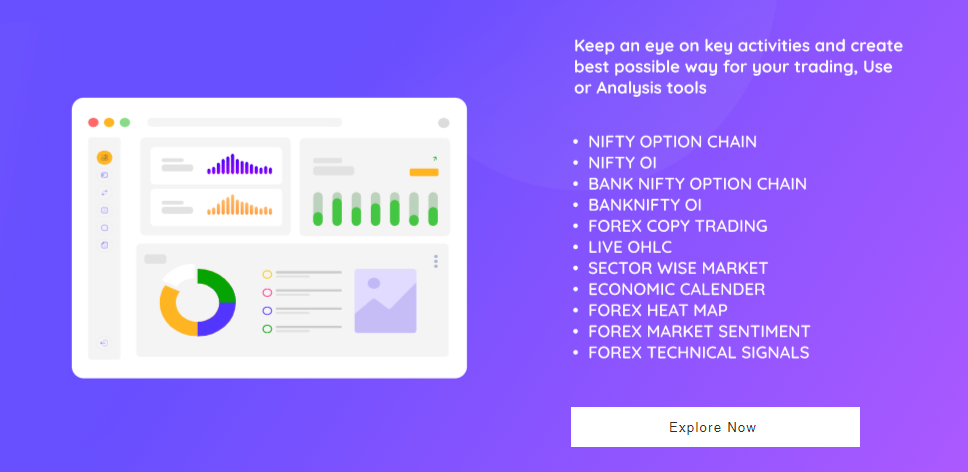 Keep an eye on key activities and create
best possible way for your trading, Use
or Analysis tools
• NIFTY OPTION CHAIN
• NIFTY OI
• BANK NIFTY OPTION CHAIN
• BANKNIFTY OI
• FOREX COPY TRADING
• LIVE OHLC
• SECTOR WISE MARKET
• ECONOMIC CALENDER
• FOREX HEAT MAP
• FOREX MARKET SENTIMENT
• FOREX TECHNICAL SIGNALS
Explore Now